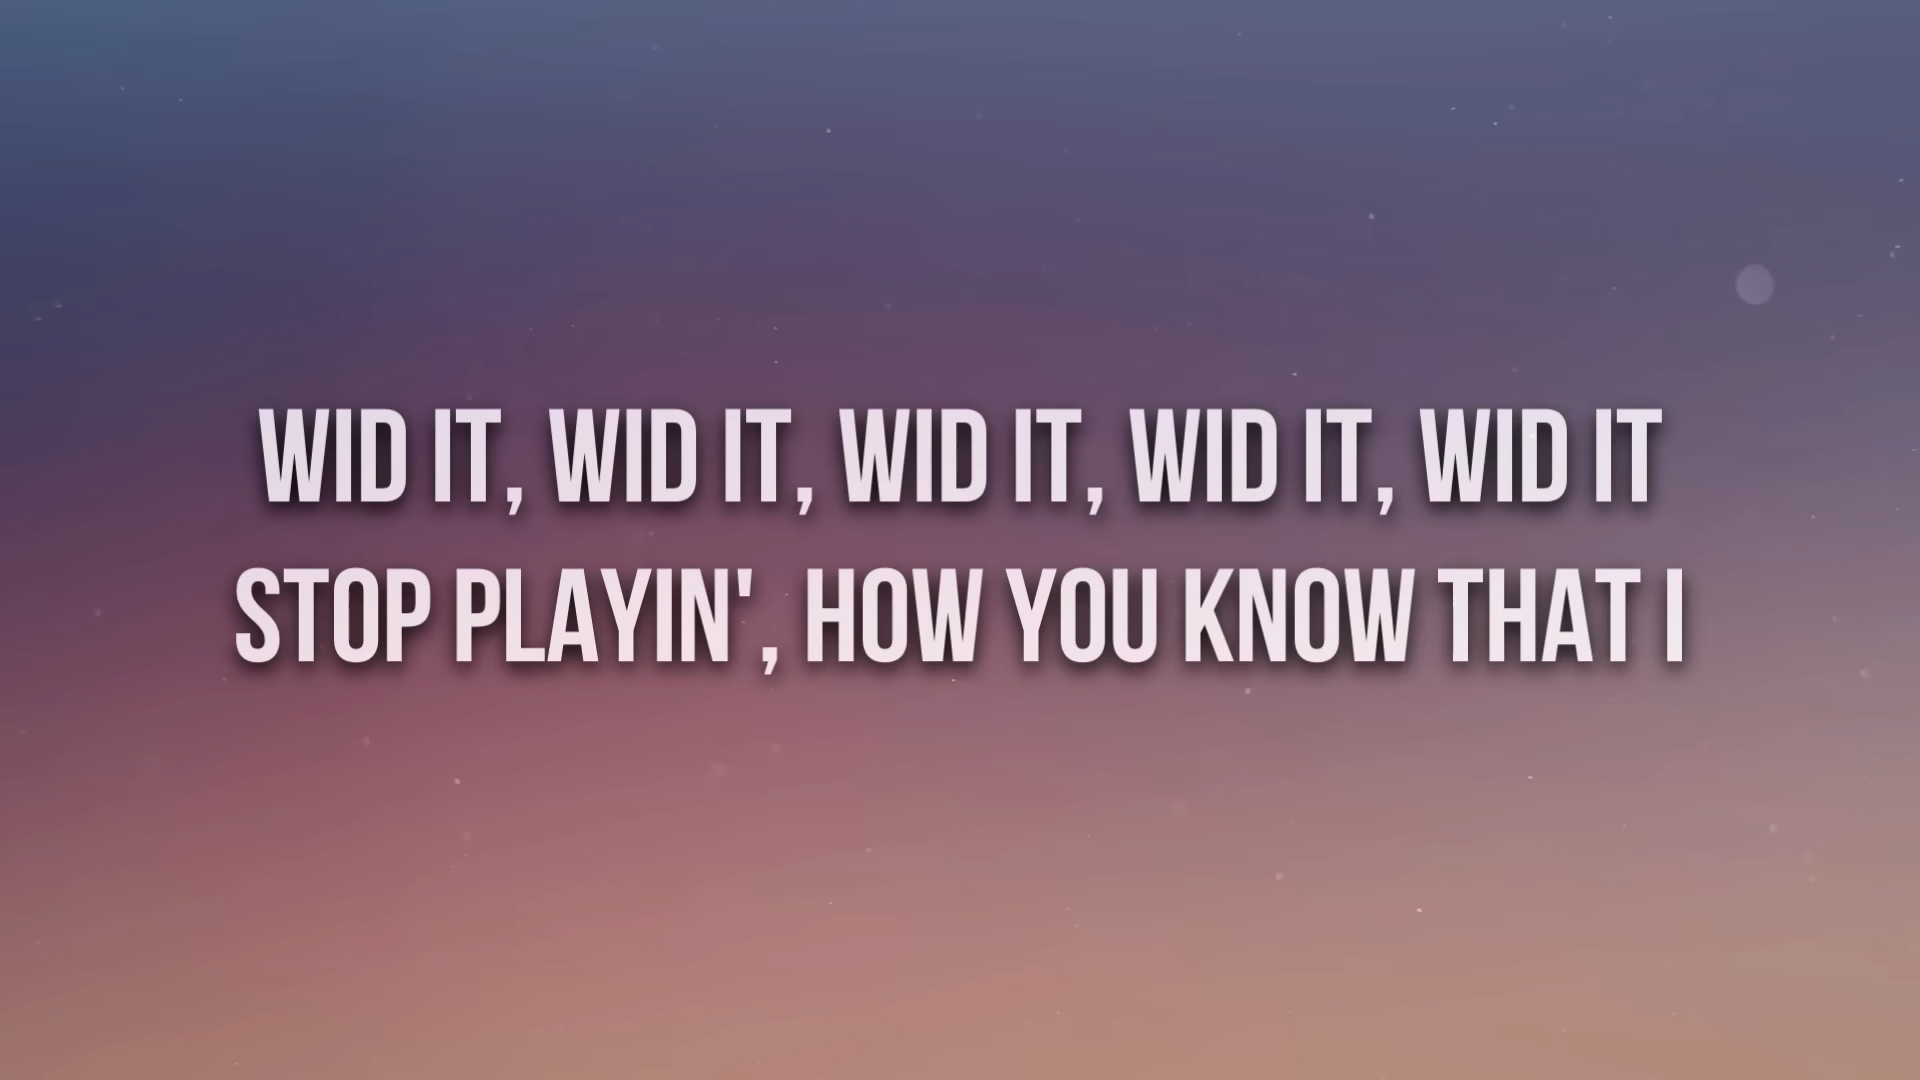 WID IT, WID IT, WID IT, WID IT, WID IT
STOP PLAYIN', HOW YOU KNOW THAT I